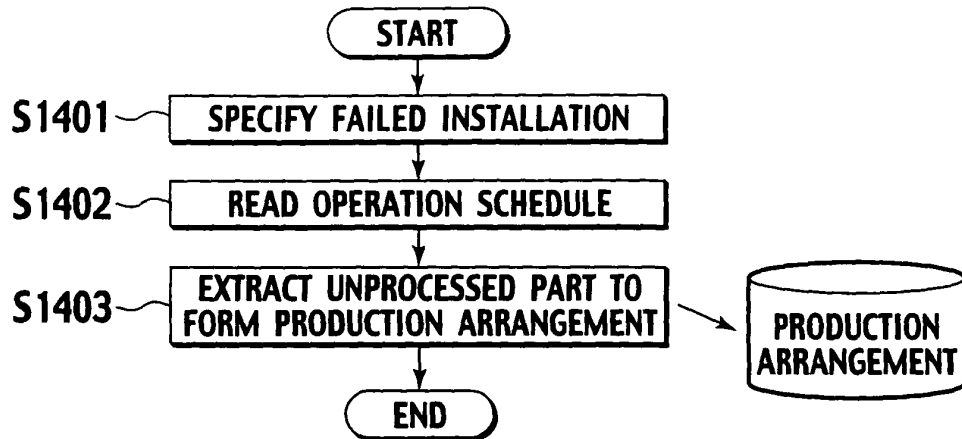 START
S1401
SPECIFY FAILED INSTALLATION
S1402
READ OPERATION SCHEDULE
S1403
EXTRACT UNPROCESSED PART TO
FORM PRODUCTION ARRANGEMENT
PRODUCTION
ARRANGEMENT
END